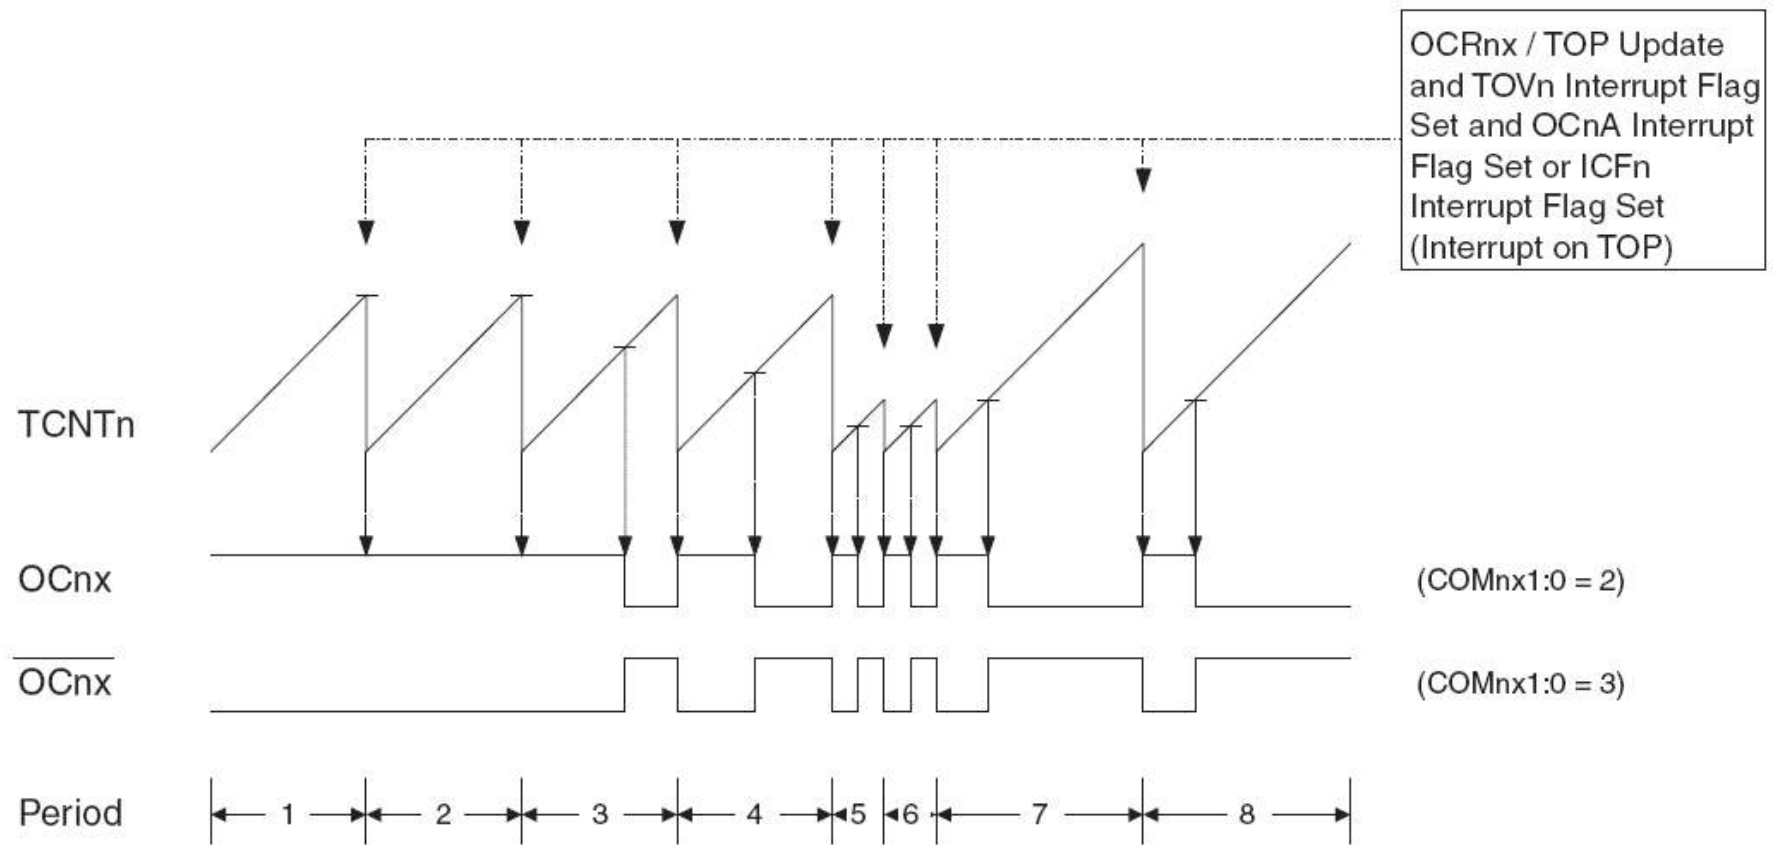 OCRnx / TOP Update
and TOVn Interrupt Flag
Set and OCnA Interrupt
Flag Set or ICFn
Interrupt Flag Set
(Interrupt on TOP)
TCNTn
OCnx
(COMnx1:0 = 2)
OCnx
(COMnx1:0 = 3)
Period
1
2
3
4
5
6
7
8